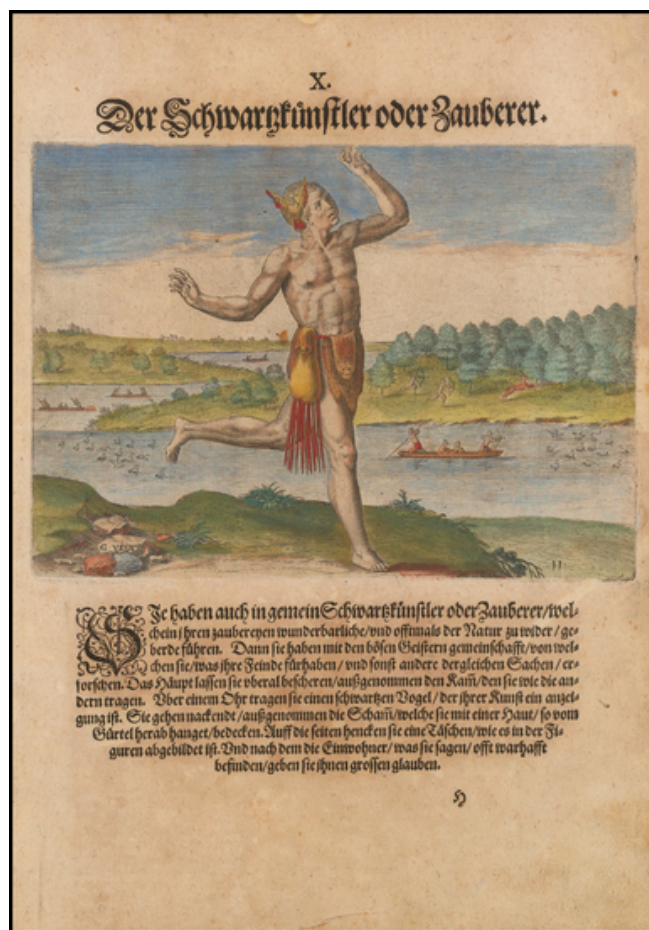 X.
Der Schwartzkünstler oder Zauberer.
G VEEN
11
SJe haben auch in gemein Schwartzkünstler oder Zauberer/wel-
chein jhren zaubereyen wunderbarliche/vnd offtmals der Natur zu wider/ge-
berde führen. Dann sie haben mit den bösen Geistern gemeinschafft/von wel-
chen sie/was jhre Feinde fürhaben/vnd sonst andere dergleichen Sachen/er-
forschen. Das Häupt lassen sie vberal bescheren/außgenommen den Kam̃/den sie wie die an-
dern tragen. Vber einem Ohr tragen sie einen schwartzen Vogel/der jhrer Kunst ein anzei-
gung ist. Sie gehen nackendt/außgenommen die Scham̃/welche sie mit einer Haut/so vom
Gürtel herab hanget/bedecken. Auff die seiten hencken sie eine Täschen/wie es in der Fi-
guren abgebildet ist. Vnd nach dem die Einwohner/was sie sagen/offt warhafft
befinden/geben sie jhnen grossen glauben.
H